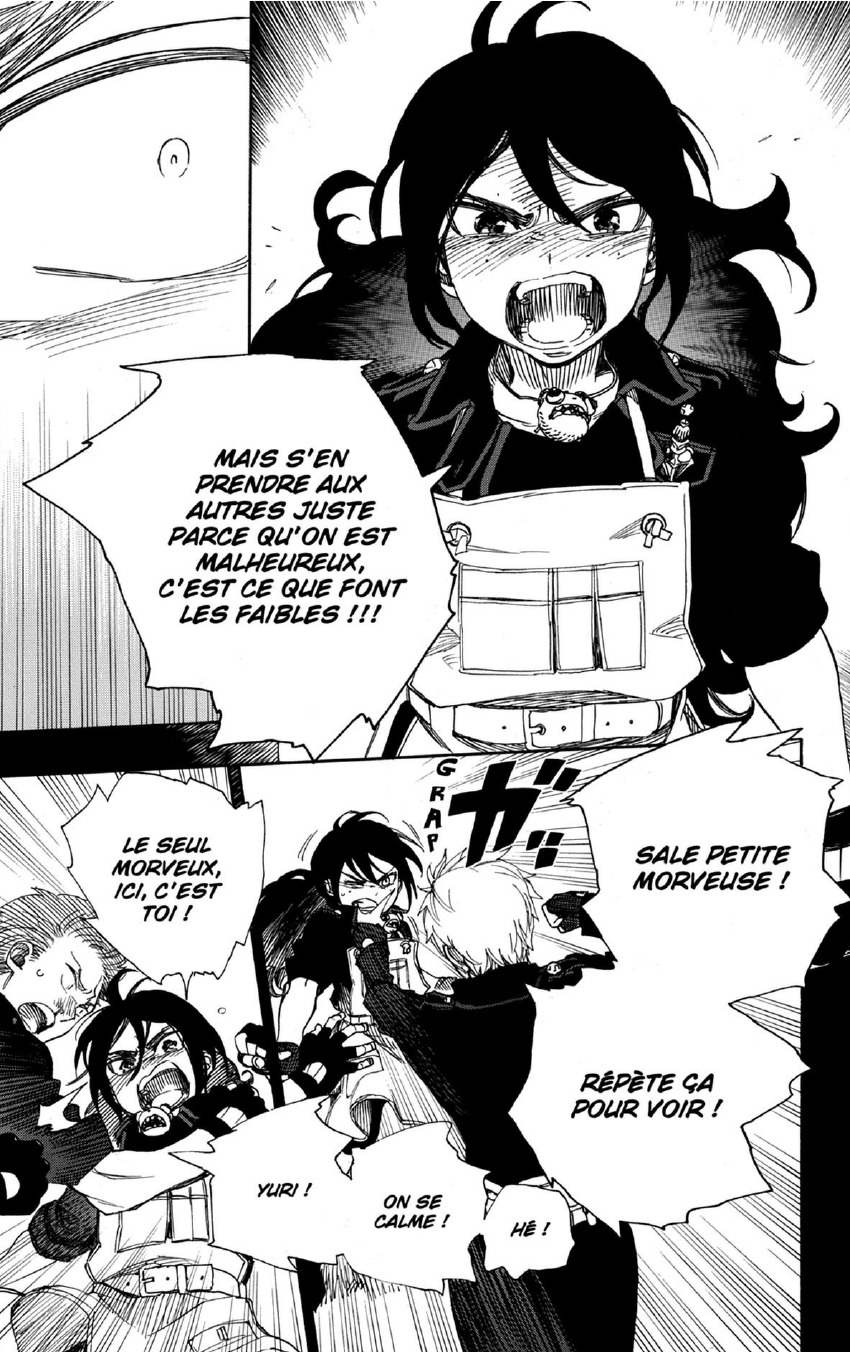 MAIS S'EN
PRENDRE AUX
AUTRES JUSTE
PARCE QU'ON EST
MALHEUREUX,
C'EST CE QUE FONT
LES FAIBLES !!!
GRAP
ガッ
SALE PETITE
MORVEUSE !
RÉPÈTE ÇA
POUR VOIR !
LE SEUL
MORVEUX,
ICI, C'EST
TOI !
YURI !
ON SE
CALME !
HÉ !